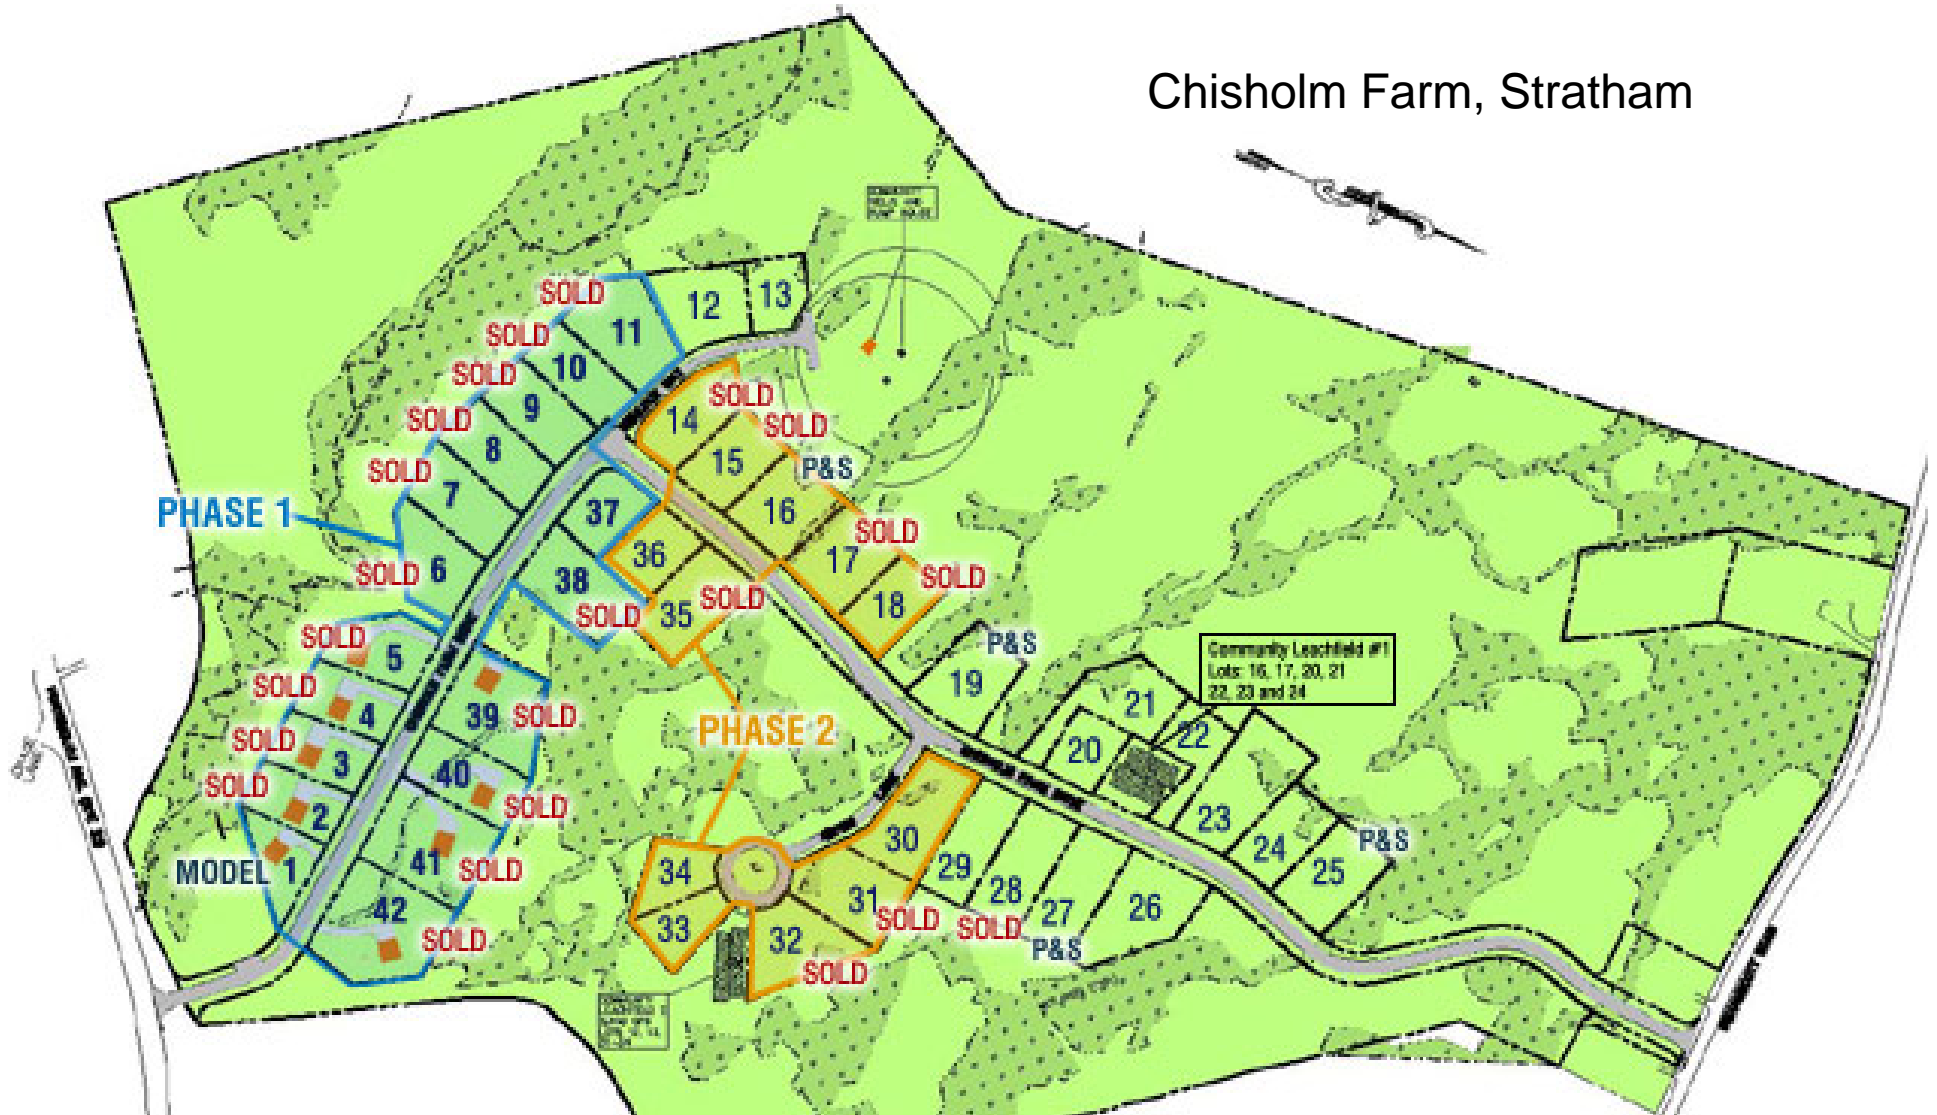 Chisholm Farm, Stratham
SOLD
12
13
11
SOLD
10
SOLD
9
SOLD
14
SOLD
SOLD
8
SOLD
15
P&S
7
SOLD
16
PHASE 1
37
SOLD
36
17
SOLD
6
38
SOLD
18
SOLD
35
SOLD
SOLD
5
P&S
19
Community Leachfield #1
Lots: 16, 17, 20, 21
22, 23 and 24
SOLD
4
39
SOLD
21
PHASE 2
22
SOLD
3
20
SOLD
40
SOLD
2
23
30
P&S
MODEL 1
41
SOLD
34
29
24
25
28
31
SOLD
42
27
26
SOLD
33
32
SOLD
P&S
SOLD